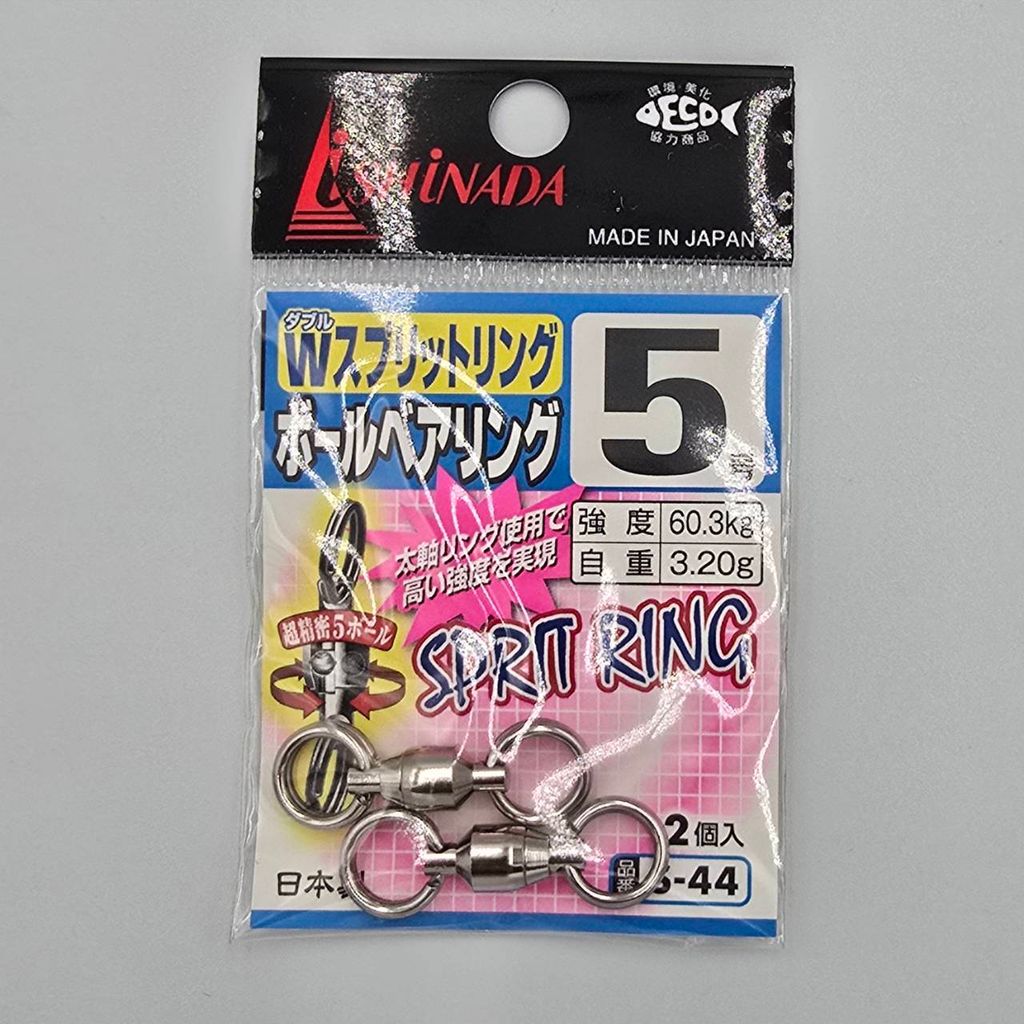 環境・美化
ECO
協力商品
ISHINADA
MADE IN JAPAN
ダブル
Wスプリットリング
ボールベアリング
5
号
太軸リング使用で
高い強度を実現
強度 60.3kg
自重 3.20g
超精密5ボール
SPRIT RING
2個入
日本製
品番 -44